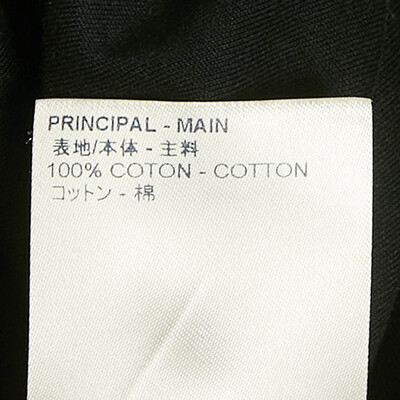 PRINCIPAL - MAIN
表地/本体 - 主料
100% COTON - COTTON
コットン - 棉